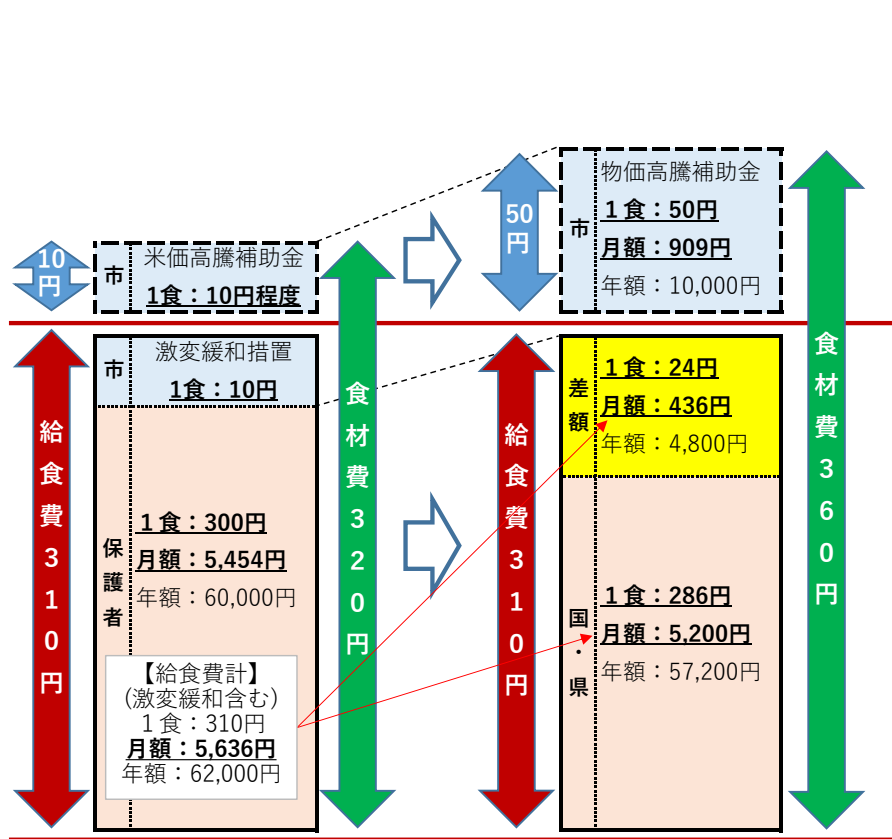 10
円
市
米価高騰補助金
1食：10円程度
給食費310円
市
激変緩和措置
1食：10円
保護者
１食：300円
月額：5,454円
年額：60,000円
【給食費計】
(激変緩和含む)
１食：310円
月額：5,636円
年額：62,000円
食材費320円
50
円
市
物価高騰補助金
１食：50円
月額：909円
年額：10,000円
給食費310円
差額
１食：24円
月額：436円
年額：4,800円
国・県
１食：286円
月額：5,200円
年額：57,200円
食材費360円